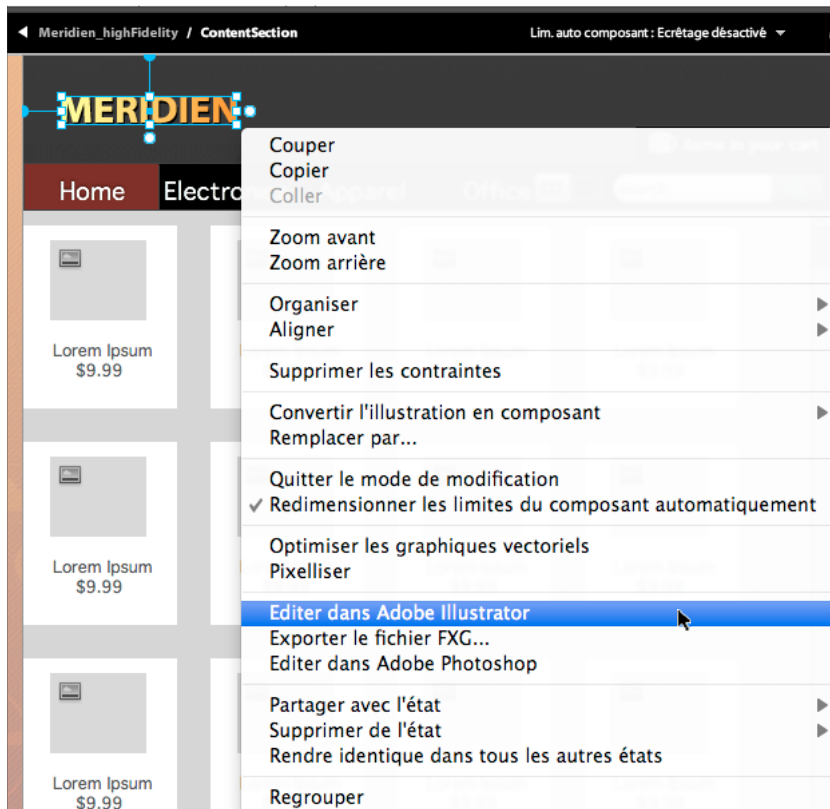 Meridien_highFidelity / ContentSection
Lim. auto composant : Ecrêtage désactivé
MERIDIEN
Home Electro Apparel Office
Couper
Copier
Coller
Zoom avant
Zoom arrière
Organiser
Aligner
Supprimer les contraintes
Convertir l'illustration en composant
Remplacer par...
Quitter le mode de modification
✓ Redimensionner les limites du composant automatiquement
Optimiser les graphiques vectoriels
Pixelliser
Editer dans Adobe Illustrator
Exporter le fichier FXG...
Editer dans Adobe Photoshop
Partager avec l'état
Supprimer de l'état
Rendre identique dans tous les autres états
Regrouper
Lorem Ipsum
$9.99
Lorem Ipsum
$9.99
Lorem Ipsum
$9.99